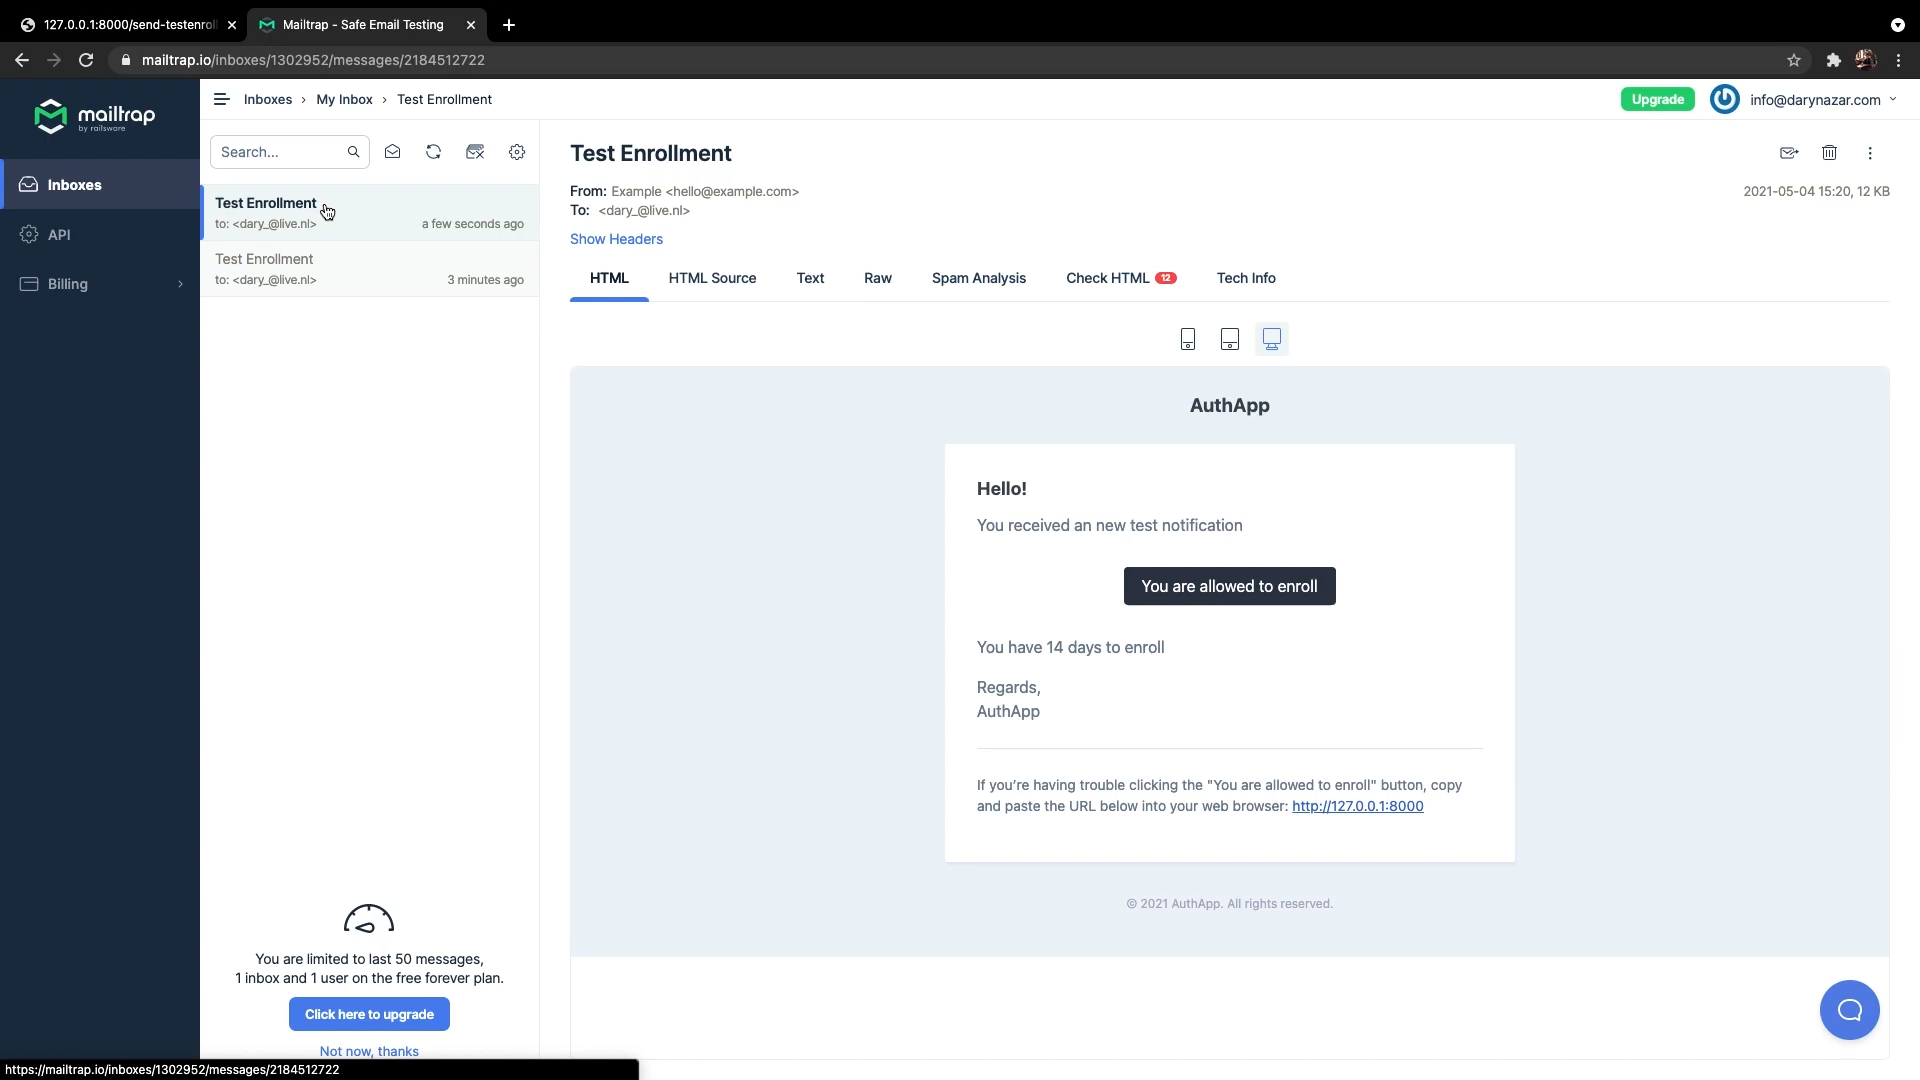 127.0.0.1:8000/send-testenrol
Mailtrap - Safe Email Testing
mailtrap.io/inboxes/1302952/messages/2184512722
mailtrap
by railsware
Inboxes
API
Billing
Inboxes › My Inbox › Test Enrollment
Upgrade
info@darynazar.com
Search...
Test Enrollment
to: <dary_@live.nl>
a few seconds ago
Test Enrollment
to: <dary_@live.nl>
3 minutes ago
You are limited to last 50 messages,
1 inbox and 1 user on the free forever plan.
Click here to upgrade
Not now, thanks
Test Enrollment
From: Example <hello@example.com>
2021-05-04 15:20, 12 KB
To: <dary_@live.nl>
Show Headers
HTML
HTML Source
Text
Raw
Spam Analysis
Check HTML 12
Tech Info
AuthApp
Hello!
You received an new test notification
You are allowed to enroll
You have 14 days to enroll
Regards,
AuthApp
If you're having trouble clicking the "You are allowed to enroll" button, copy
and paste the URL below into your web browser: http://127.0.0.1:8000
© 2021 AuthApp. All rights reserved.
https://mailtrap.io/inboxes/1302952/messages/2184512722